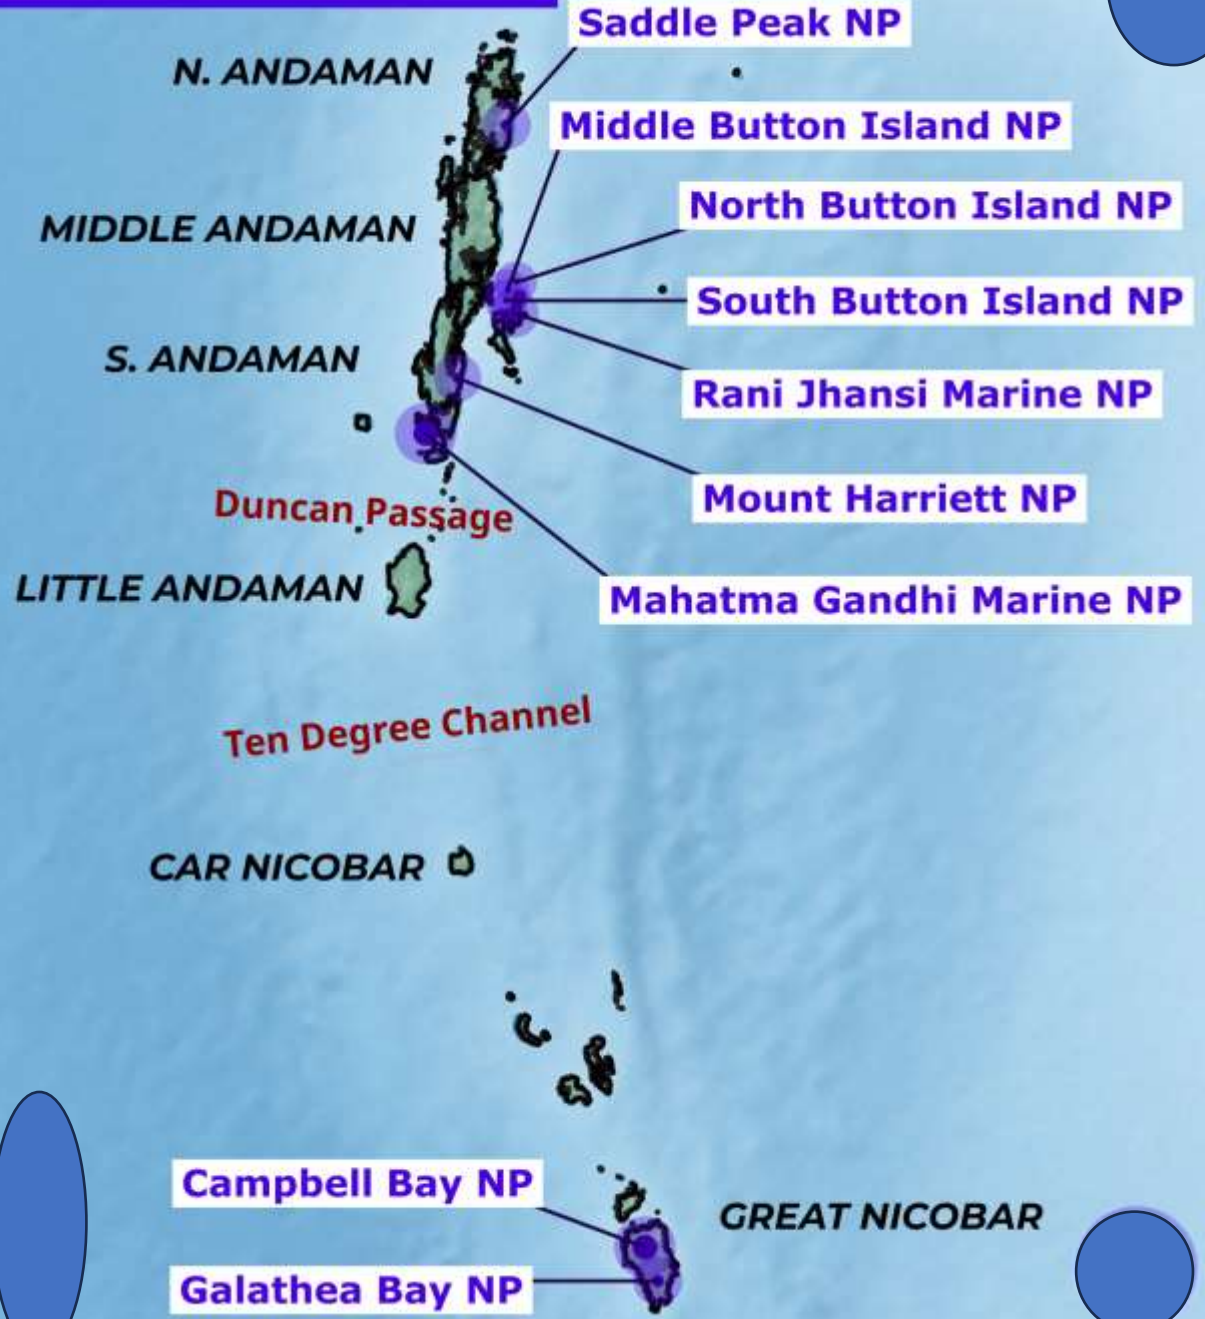 Saddle Peak NP
N. ANDAMAN
Middle Button Island NP
North Button Island NP
MIDDLE ANDAMAN
South Button Island NP
S. ANDAMAN
Rani Jhansi Marine NP
Mount Harriett NP
Duncan Passage
LITTLE ANDAMAN
Mahatma Gandhi Marine NP
Ten Degree Channel
CAR NICOBAR
Campbell Bay NP
GREAT NICOBAR
Galathea Bay NP